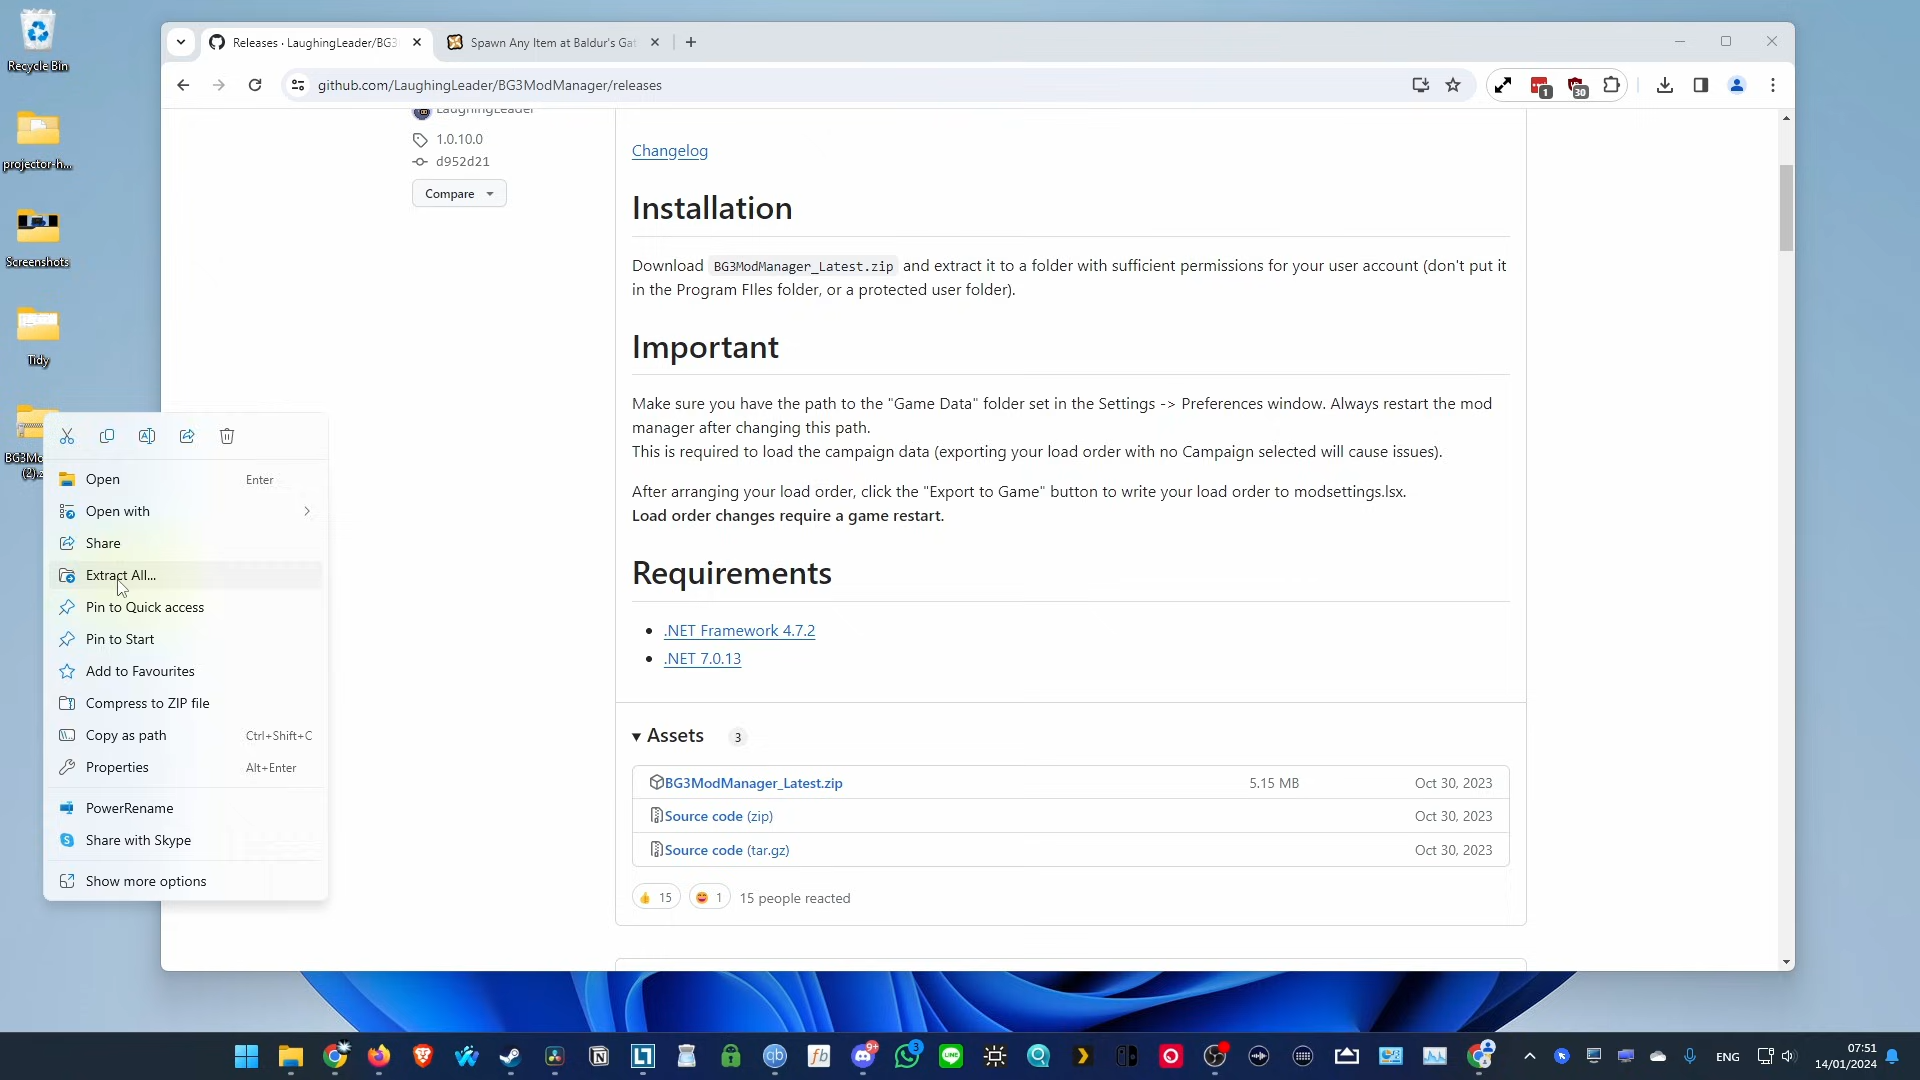 Recycle Bin
projector-h...
Screenshots
Tidy
BG3Mo
(2).z
Releases · LaughingLeader/BG3
Spawn Any Item at Baldur's Gat
github.com/LaughingLeader/BG3ModManager/releases
1
30
LaughingLeader
1.0.10.0
d952d21
Compare
Changelog
Installation
Download BG3ModManager_Latest.zip and extract it to a folder with sufficient permissions for your user account (don't put it
in the Program FIles folder, or a protected user folder).
Important
Make sure you have the path to the "Game Data" folder set in the Settings -> Preferences window. Always restart the mod
manager after changing this path.
This is required to load the campaign data (exporting your load order with no Campaign selected will cause issues).
After arranging your load order, click the "Export to Game" button to write your load order to modsettings.lsx.
Load order changes require a game restart.
Requirements
.NET Framework 4.7.2
.NET 7.0.13
Assets 3
BG3ModManager_Latest.zip 5.15 MB Oct 30, 2023
Source code (zip) Oct 30, 2023
Source code (tar.gz) Oct 30, 2023
15 1 15 people reacted
Open Enter
Open with
Share
Extract All...
Pin to Quick access
Pin to Start
Add to Favourites
Compress to ZIP file
Copy as path Ctrl+Shift+C
Properties Alt+Enter
PowerRename
Share with Skype
Show more options
qb
fb
9+
3
LINE
ENG
07:51
14/01/2024